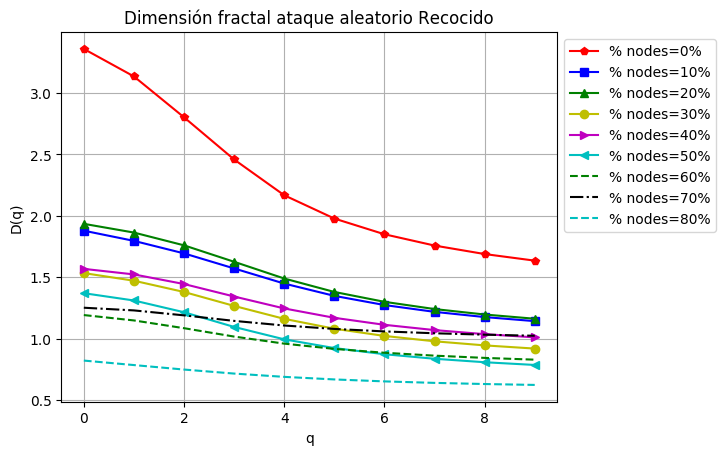 Dimensión fractal ataque aleatorio Recocido
D(q)
3.0
2.5
2.0
1.5
1.0
0.5
0 2 4 6 8
q
% nodes=0%
% nodes=10%
% nodes=20%
% nodes=30%
% nodes=40%
% nodes=50%
% nodes=60%
% nodes=70%
% nodes=80%